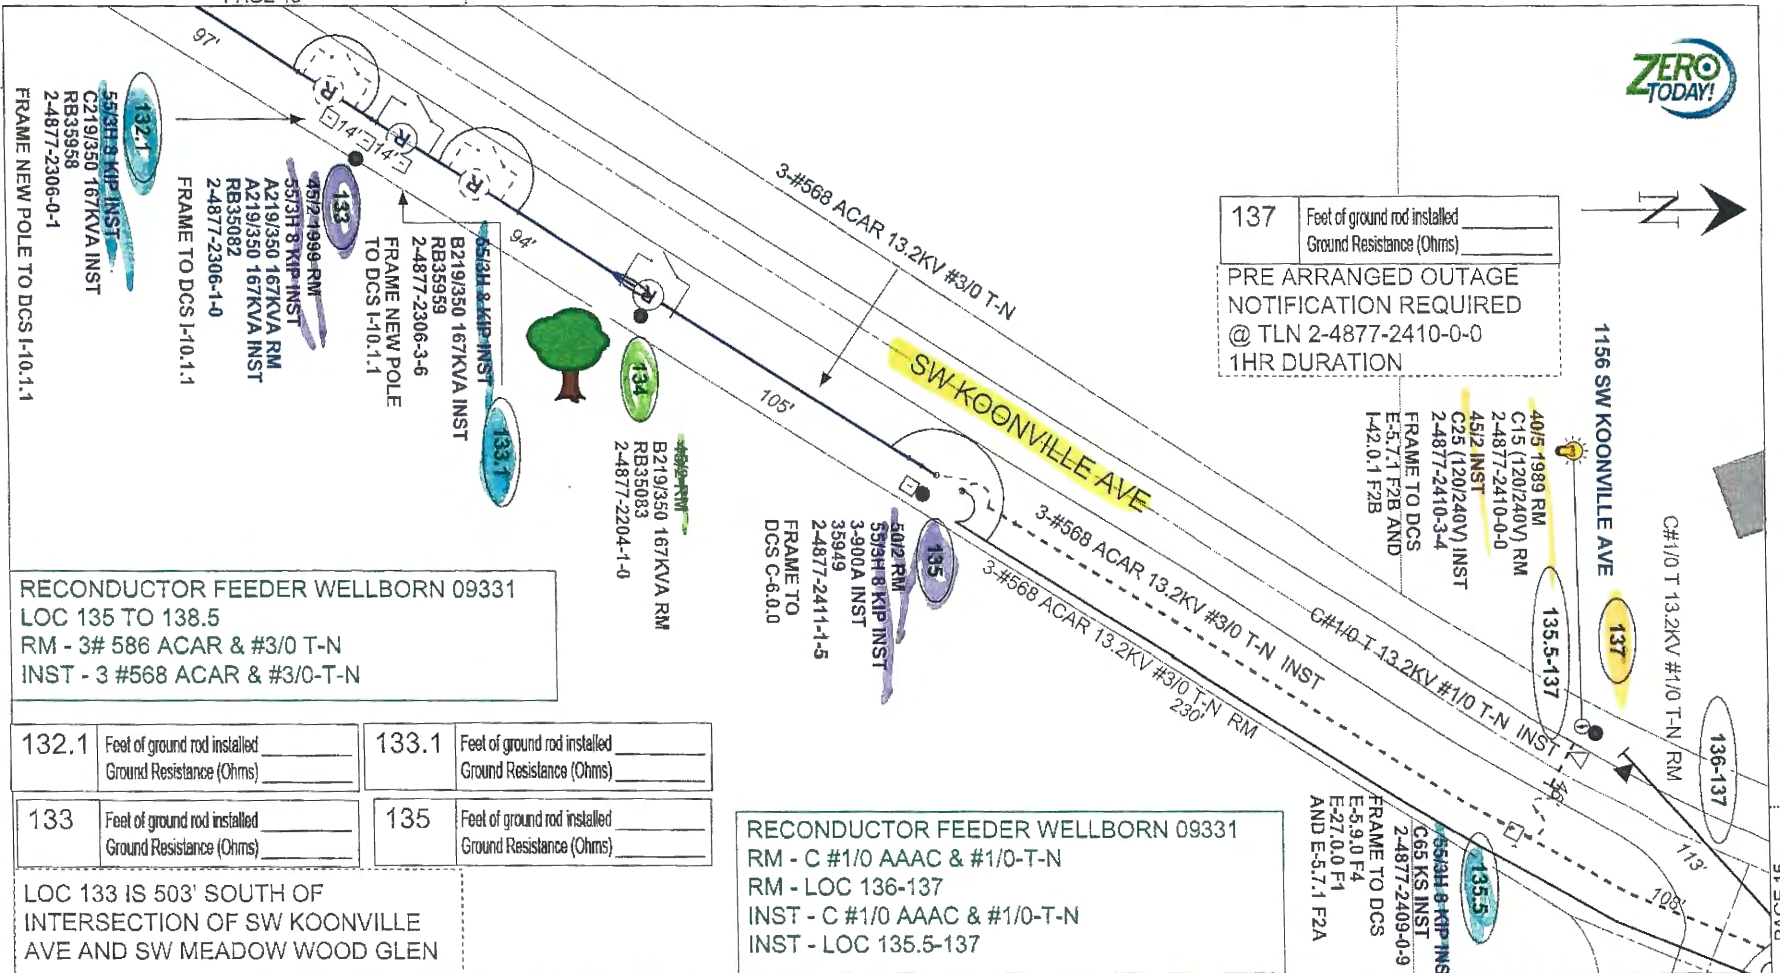 97'
132.1
55/3H 8 KIP INST
C219/350 167KVA INST
RB35958
2-4877-2306-0-1
FRAME NEW POLE TO DCS I-10.1.1
R
R
R
R
14'
14'
133
45/2 1999 RM
55/3H 8 KIP INST
A219/350 167KVA RM
A219/350 167KVA INST
RB35082
2-4877-2306-1-0
FRAME TO DCS I-10.1.1
94'
133.1
55/3H 8 KIP INST
B219/350 167KVA INST
RB35959
2-4877-2306-3-6
FRAME NEW POLE
TO DCS I-10.1.1
134
45/2 RM
B219/350 167KVA RM
RB35083
2-4877-2204-1-0
105'
3-#568 ACAR 13.2KV #3/0 T-N
SW KOONVILLE AVE
135
50/2 RM
55/3H 8 KIP INST
3-900A INST
35949
2-4877-2411-1-5
FRAME TO
DCS C-6.0.0
3-#568 ACAR 13.2KV #3/0 T-N INST
3-#568 ACAR 13.2KV #3/0 T-N RM
230'
C#1/0 T 13.2KV #1/0 T-N INST
ZERO
TODAY!
N
137
Feet of ground rod installed
Ground Resistance (Ohms)
PRE ARRANGED OUTAGE
NOTIFICATION REQUIRED
@ TLN 2-4877-2410-0-0
1HR DURATION
1156 SW KOONVILLE AVE
137
40/5 1989 RM
C15 (120/240V) RM
2-4877-2410-0-0
45/2 INST
C25 (120/240V) INST
2-4877-2410-3-4
FRAME TO DCS
E-5.7.1 F2B AND
I-42.0.1 F2B
135.5-137
C#1/0 T 13.2KV #1/0 T-N RM
136-137
113'
108'
135.5
55/3H 8 KIP INS
C65 KS INST
2-4877-2409-0-9
FRAME TO DCS
E-5.9.0 F4
E-27.0.0 F1
AND E-5.7.1 F2A
RECONDUCTOR FEEDER WELLBORN 09331
LOC 135 TO 138.5
RM - 3# 586 ACAR & #3/0 T-N
INST - 3 #568 ACAR & #3/0-T-N
132.1
Feet of ground rod installed
Ground Resistance (Ohms)
133.1
Feet of ground rod installed
Ground Resistance (Ohms)
133
Feet of ground rod installed
Ground Resistance (Ohms)
135
Feet of ground rod installed
Ground Resistance (Ohms)
LOC 133 IS 503' SOUTH OF
INTERSECTION OF SW KOONVILLE
AVE AND SW MEADOW WOOD GLEN
RECONDUCTOR FEEDER WELLBORN 09331
RM - C #1/0 AAAC & #1/0-T-N
RM - LOC 136-137
INST - C #1/0 AAAC & #1/0-T-N
INST - LOC 135.5-137